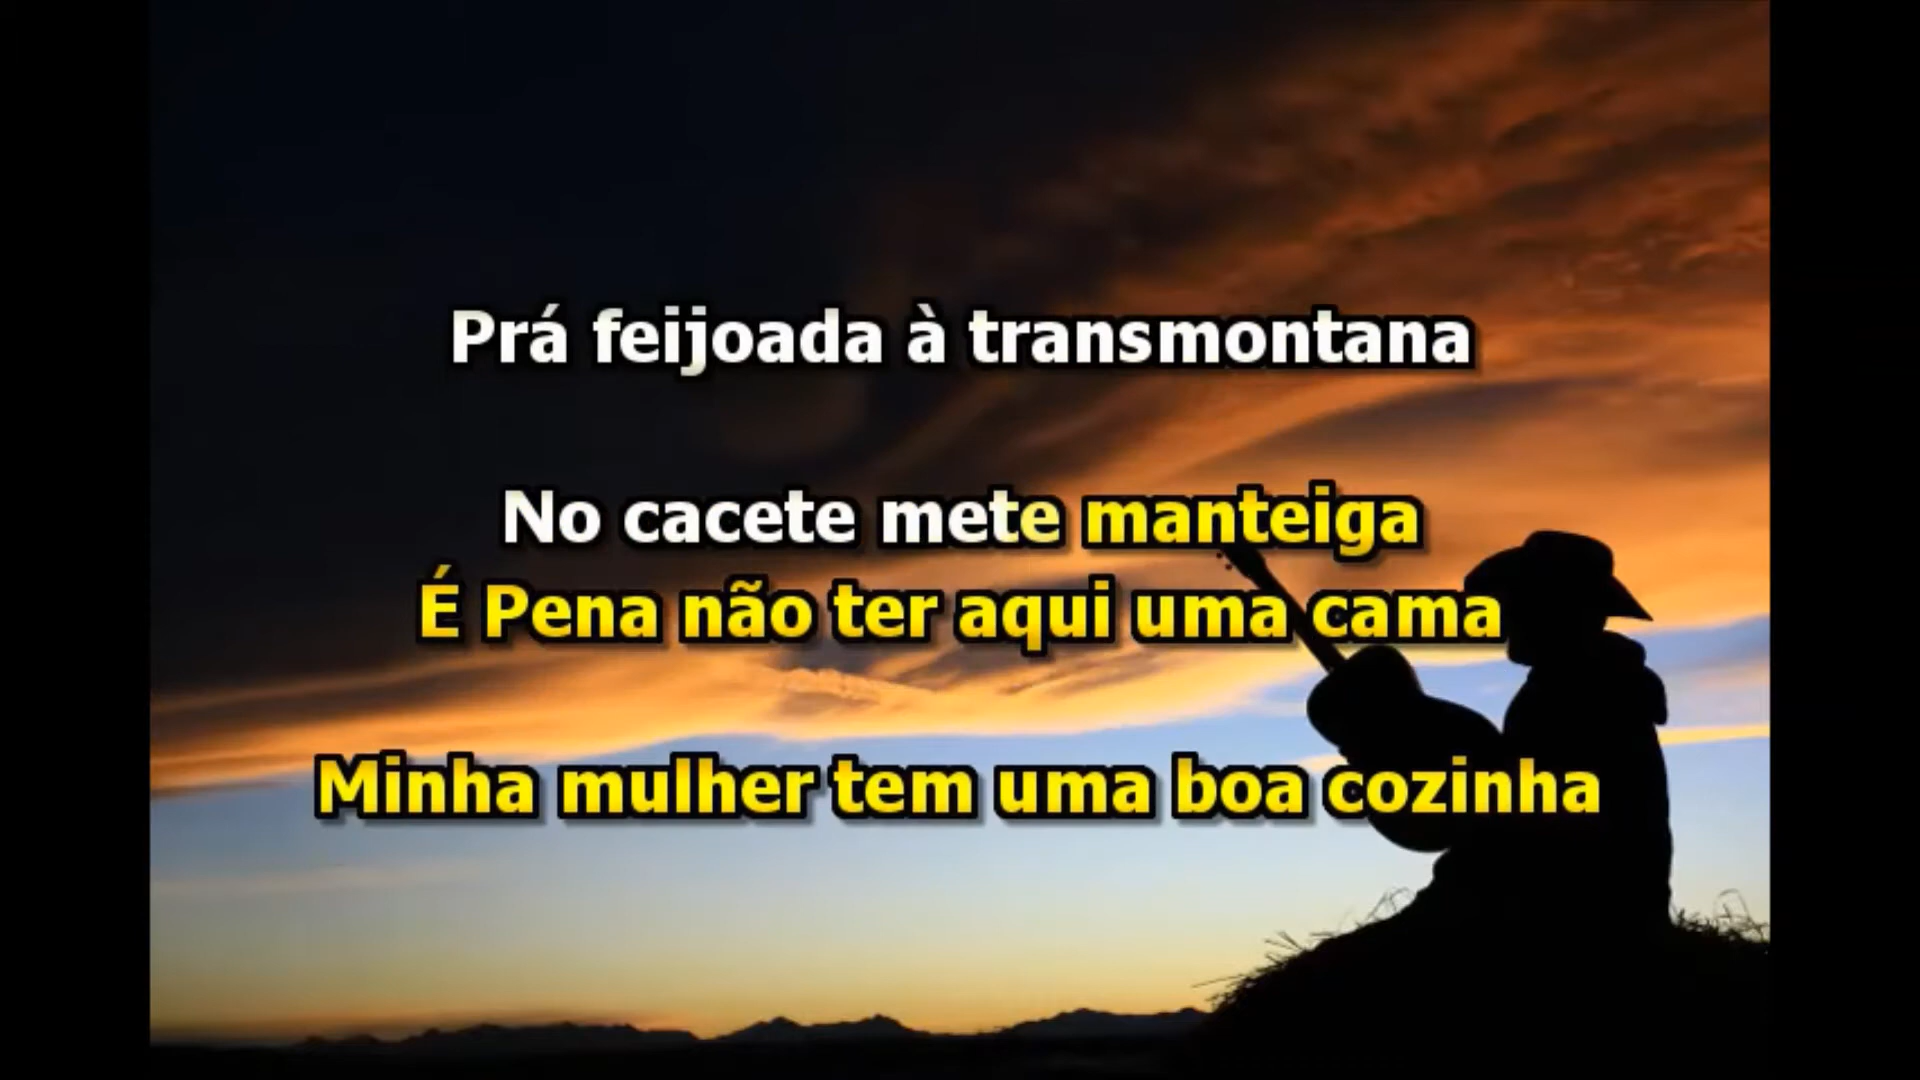 Prá feijoada à transmontana
No cacete mete manteiga
É Pena não ter aqui uma cama
Minha mulher tem uma boa cozinha